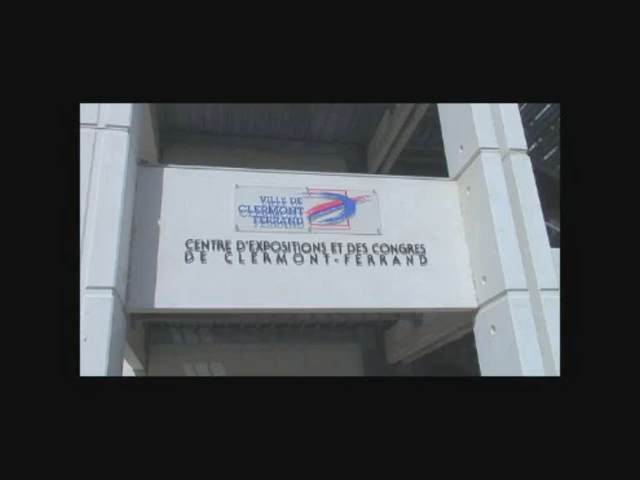 VILLE DE
CLERMONT
FERRAND
CENTRE D'EXPOSITIONS ET DES CONGRES
DE CLERMONT-FERRAND